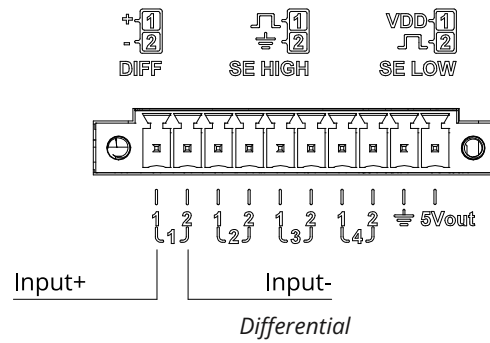 + 1 1 VDD 1
- 2 2 2
DIFF SE HIGH SE LOW
1 2 1 2 1 2 1 2 5Vout
1 2 3 4
Input+ Input-
Differential